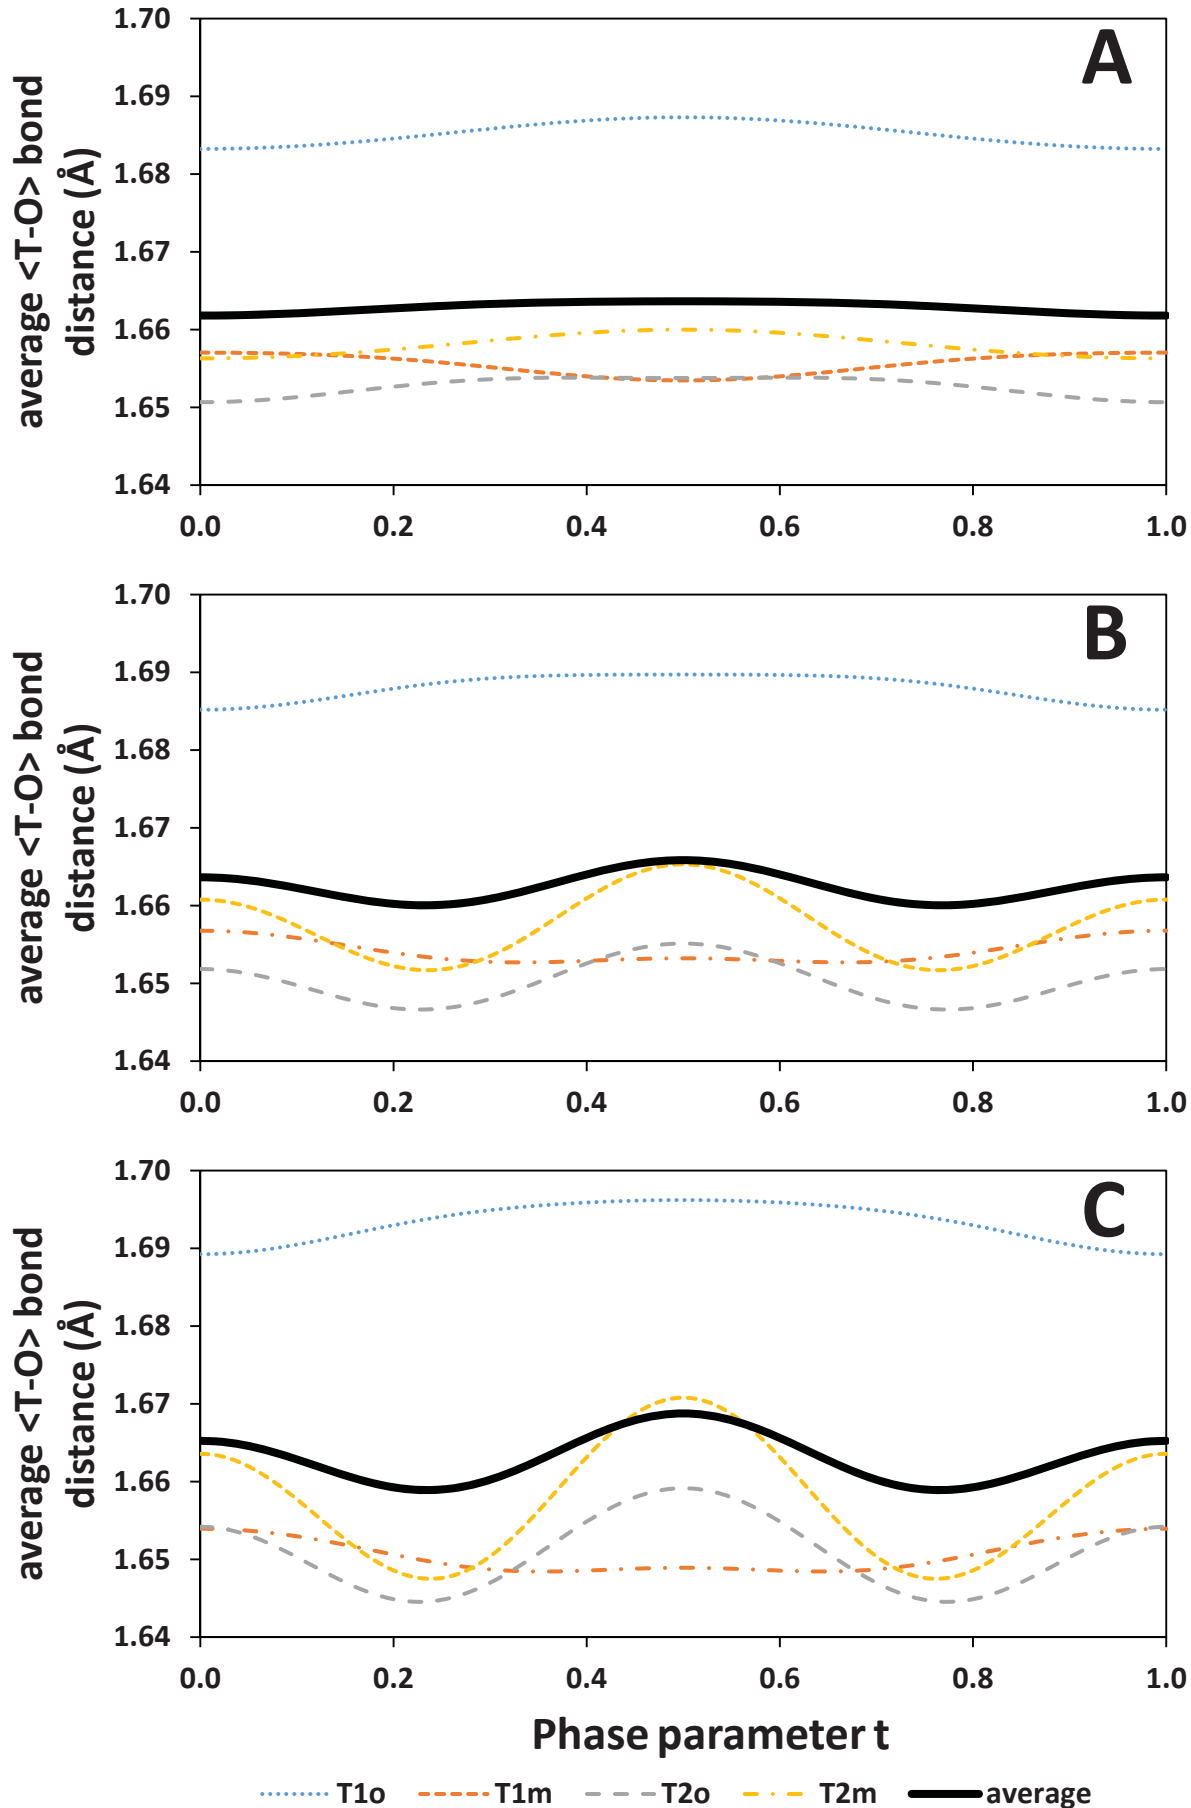 A
average <T-O> bond
distance (Å)
1.70
1.69
1.68
1.67
1.66
1.65
1.64
0.0 0.2 0.4 0.6 0.8 1.0
B
average <T-O> bond
distance (Å)
1.70
1.69
1.68
1.67
1.66
1.65
1.64
0.0 0.2 0.4 0.6 0.8 1.0
C
average <T-O> bond
distance (Å)
1.70
1.69
1.68
1.67
1.66
1.65
1.64
0.0 0.2 0.4 0.6 0.8 1.0
Phase parameter t
T1o T1m T2o T2m average